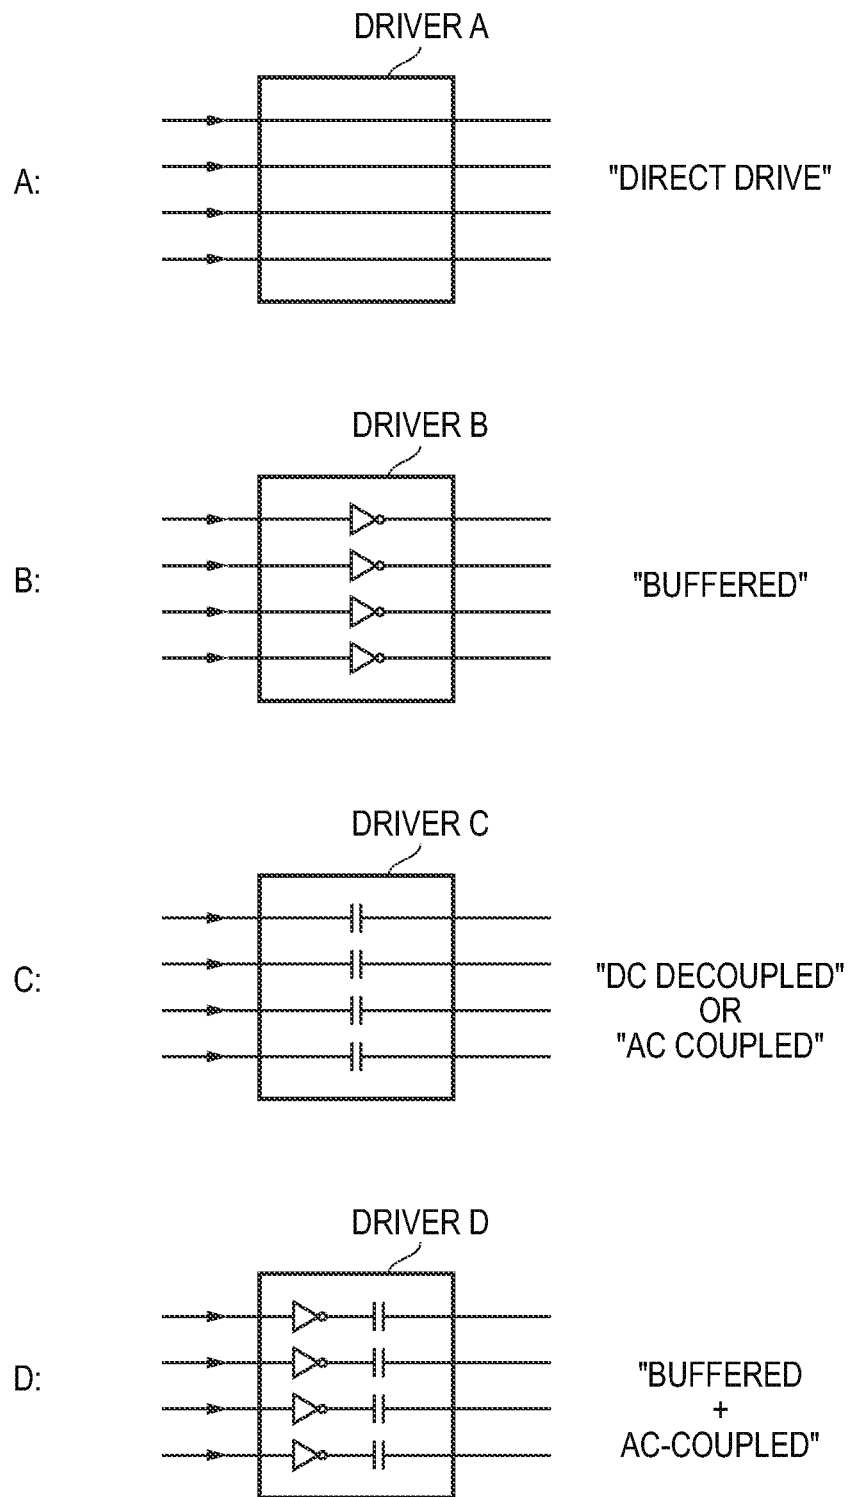 DRIVER A
A:
"DIRECT DRIVE"
DRIVER B
B:
"BUFFERED"
DRIVER C
C:
"DC DECOUPLED"
OR
"AC COUPLED"
DRIVER D
D:
"BUFFERED
+
AC-COUPLED"